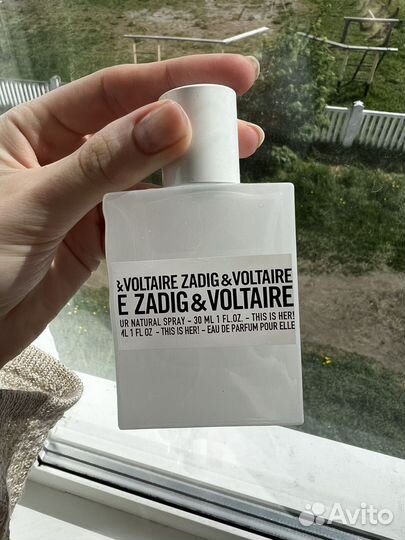 &VOLTAIRE ZADIG&VOLTAIRE
E ZADIG&VOLTAIRE
UR NATURAL SPRAY - 30 ML 1 FL.OZ. - THIS IS HER!
ML 1 FL OZ - THIS IS HER! - EAU DE PARFUM POUR ELLE
Avito